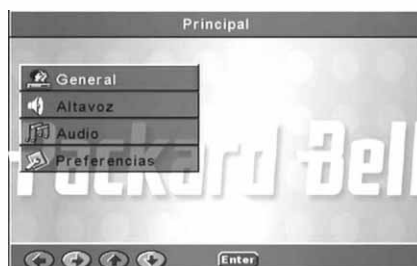 Principal
General
Altavoz
Audio
Preferencias
Packard Bell
Enter